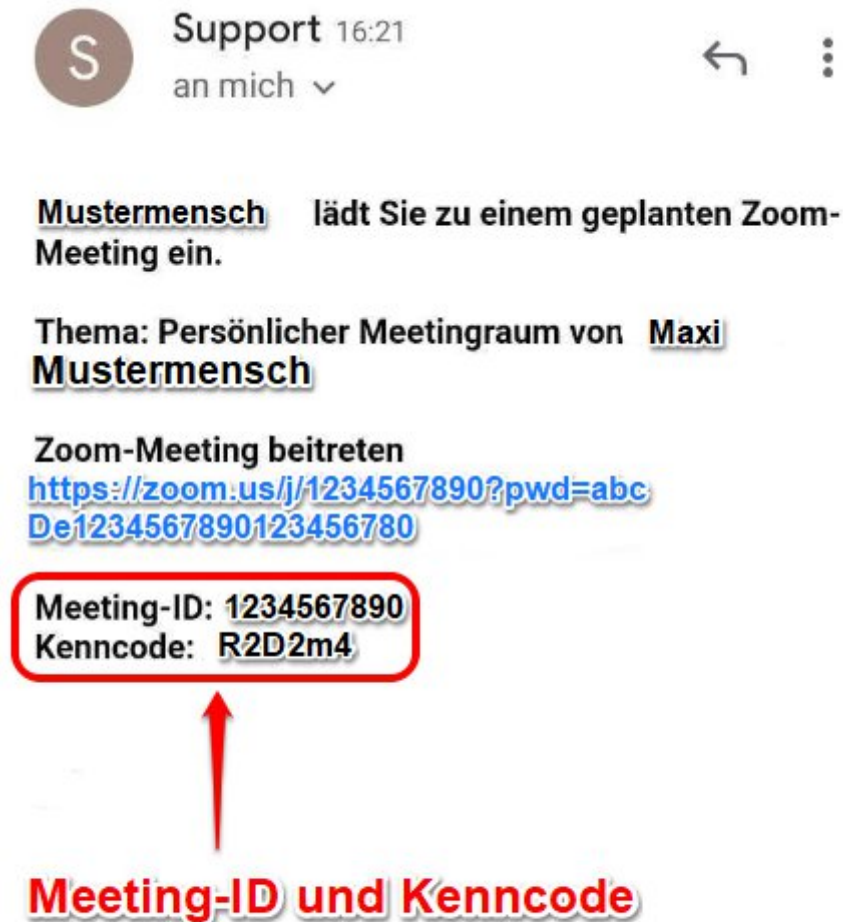 S
Support 16:21
an mich
Mustermensch lädt Sie zu einem geplanten Zoom-
Meeting ein.
Thema: Persönlicher Meetingraum von Maxi
Mustermensch
Zoom-Meeting beitreten
https://zoom.us/j/1234567890?pwd=abc
De1234567890123456780
Meeting-ID: 1234567890
Kenncode: R2D2m4
Meeting-ID und Kenncode